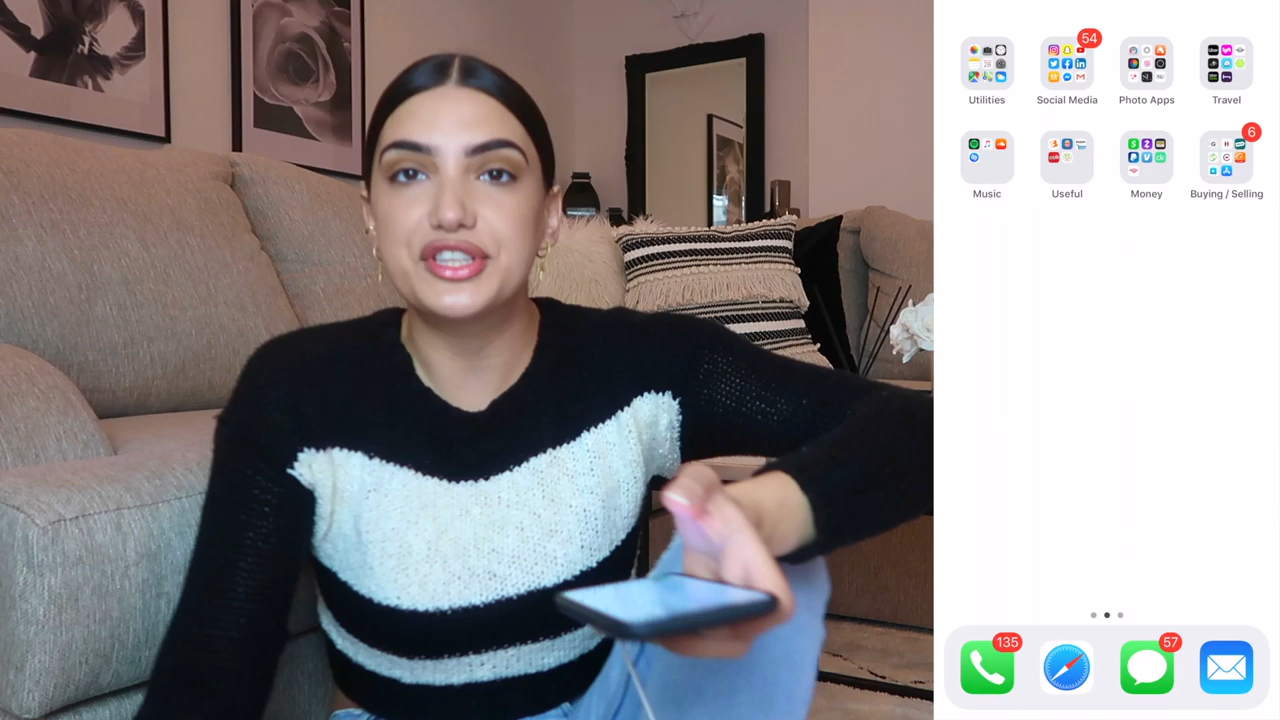 54
Utilities
Social Media
Photo Apps
Travel
6
Music
Useful
Money
Buying / Selling
135
57